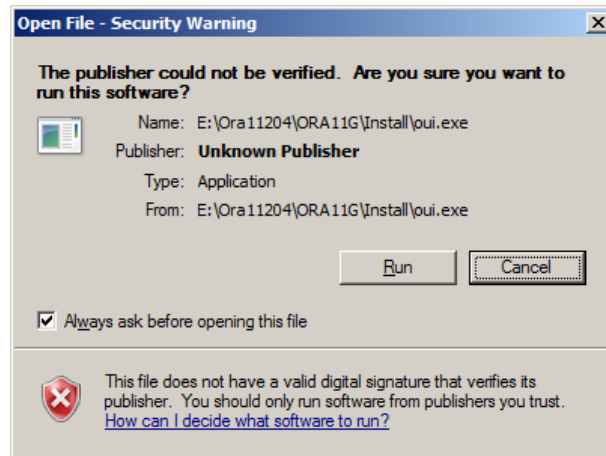 Open File - Security Warning
The publisher could not be verified.  Are you sure you want to
run this software?
Name: E:\Ora11204\ORA11G\Install\oui.exe
Publisher: Unknown Publisher
Type: Application
From: E:\Ora11204\ORA11G\Install\oui.exe
Run Cancel
Always ask before opening this file
This file does not have a valid digital signature that verifies its
publisher.  You should only run software from publishers you trust.
How can I decide what software to run?